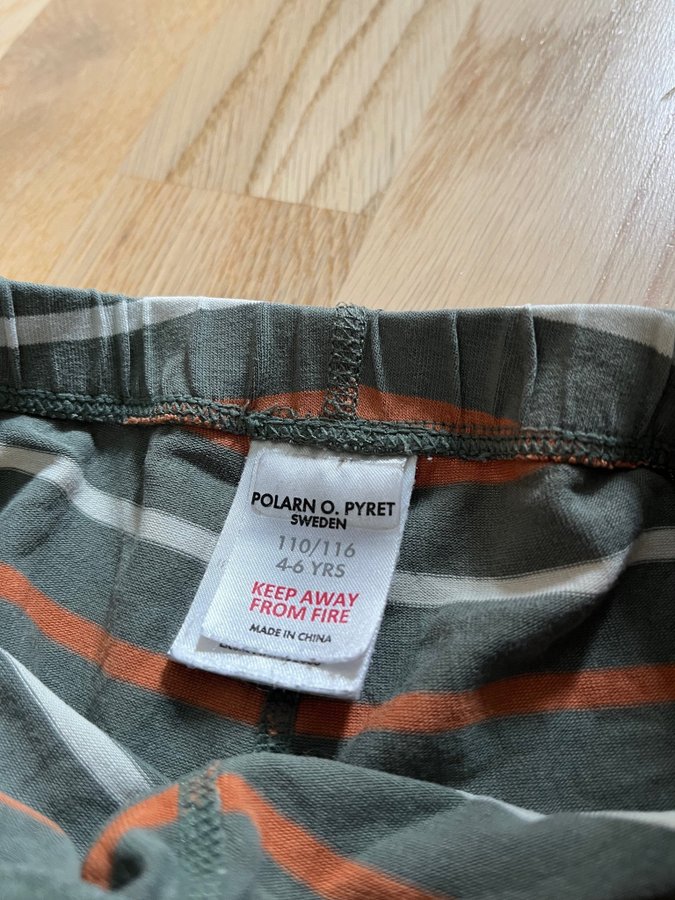 POLARN O. PYRET
SWEDEN
110/116
4-6 YRS
KEEP AWAY
FROM FIRE
MADE IN CHINA